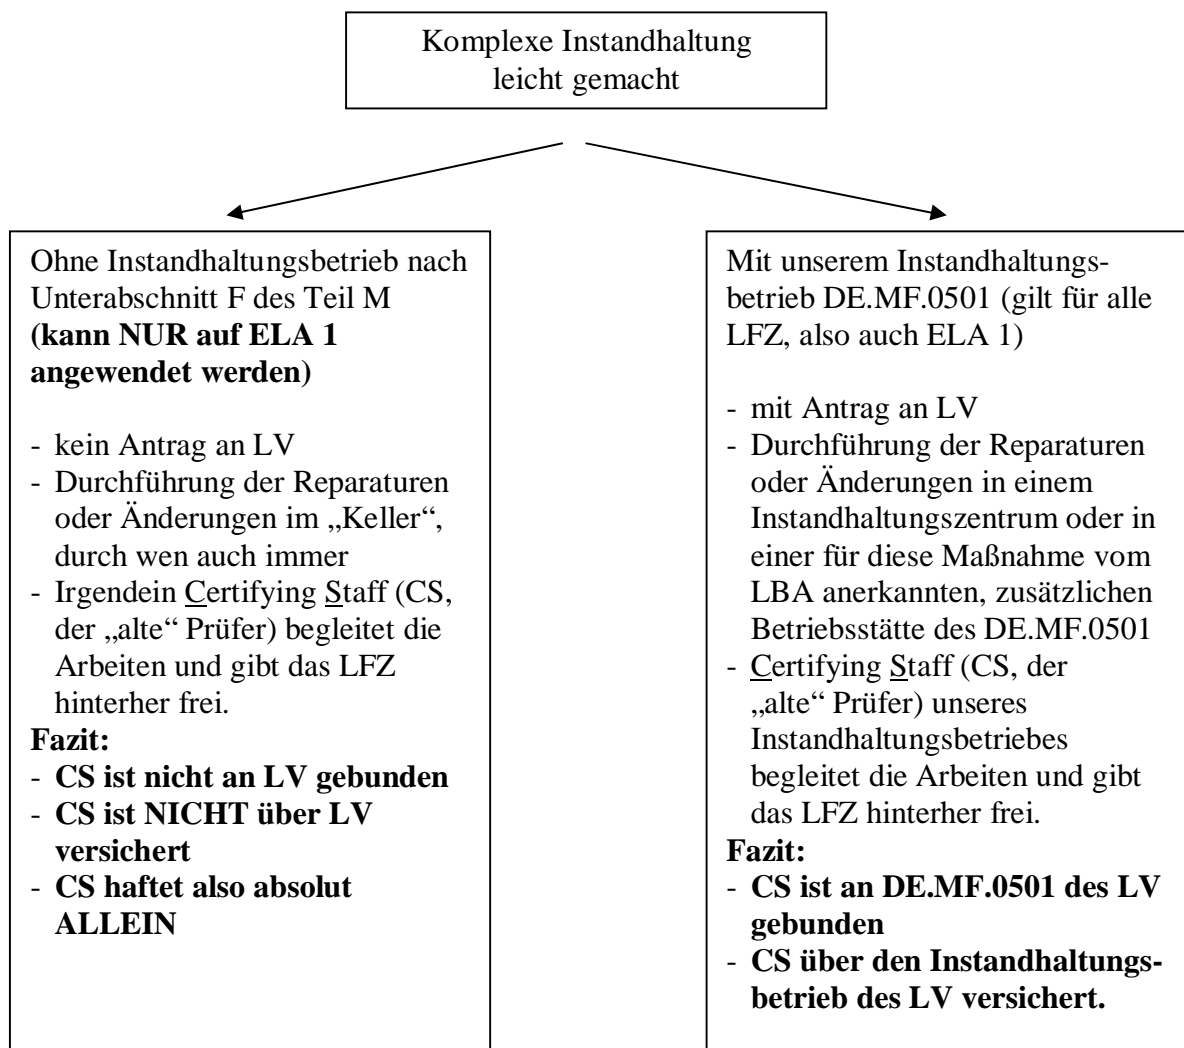 Komplexe Instandhaltung
leicht gemacht
Ohne Instandhaltungsbetrieb nach
Unterabschnitt F des Teil M
(kann NUR auf ELA 1
angewendet werden)
- kein Antrag an LV
- Durchführung der Reparaturen
oder Änderungen im „Keller“,
durch wen auch immer
- Irgendein Certifying Staff (CS,
der „alte“ Prüfer) begleitet die
Arbeiten und gibt das LFZ
hinterher frei.
Fazit:
- CS ist nicht an LV gebunden
- CS ist NICHT über LV
versichert
- CS haftet also absolut
ALLEIN
Mit unserem Instandhaltungs-
betrieb DE.MF.0501 (gilt für alle
LFZ, also auch ELA 1)
- mit Antrag an LV
- Durchführung der Reparaturen
oder Änderungen in einem
Instandhaltungszentrum oder in
einer für diese Maßnahme vom
LBA anerkannten, zusätzlichen
Betriebsstätte des DE.MF.0501
- Certifying Staff (CS, der
„alte“ Prüfer) unseres
Instandhaltungsbetriebes
begleitet die Arbeiten und gibt
das LFZ hinterher frei.
Fazit:
- CS ist an DE.MF.0501 des LV
gebunden
- CS über den Instandhaltungs-
betrieb des LV versichert.